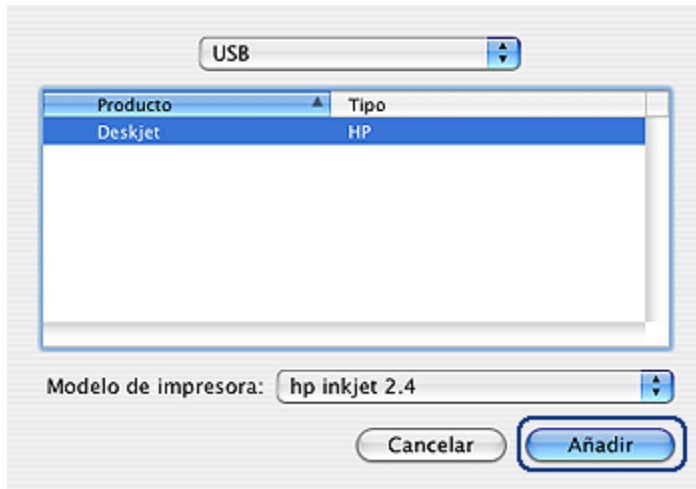 USB
Producto Tipo
Deskjet HP
Modelo de impresora: hp inkjet 2.4
Cancelar Añadir